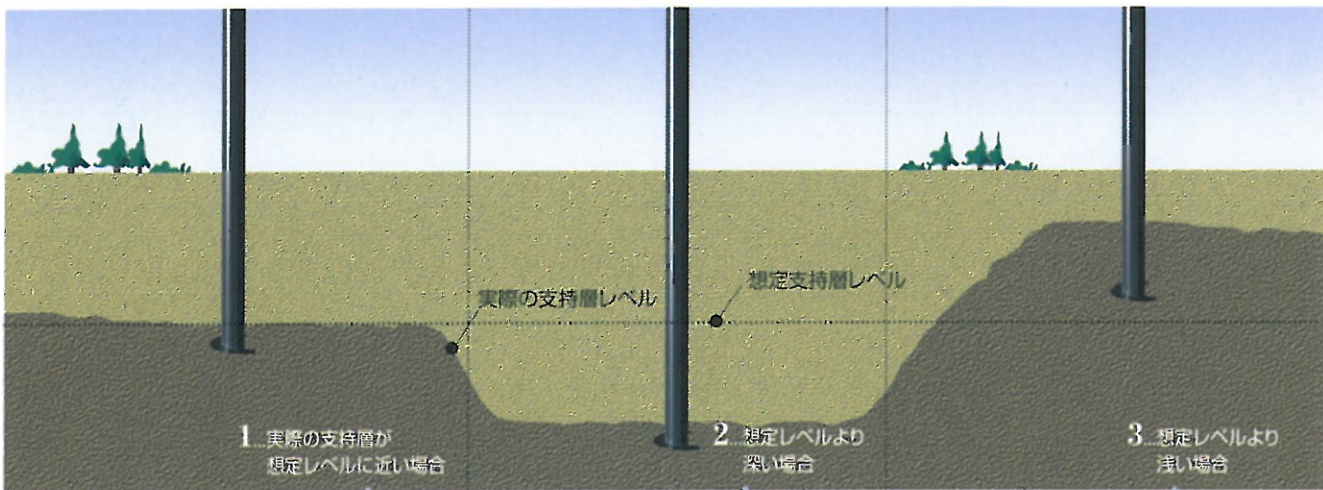 実際の支持層レベル
想定支持層レベル
1...実際の支持層が
想定レベルに近い場合
2...想定レベルより
深い場合
3...想定レベルより
浅い場合